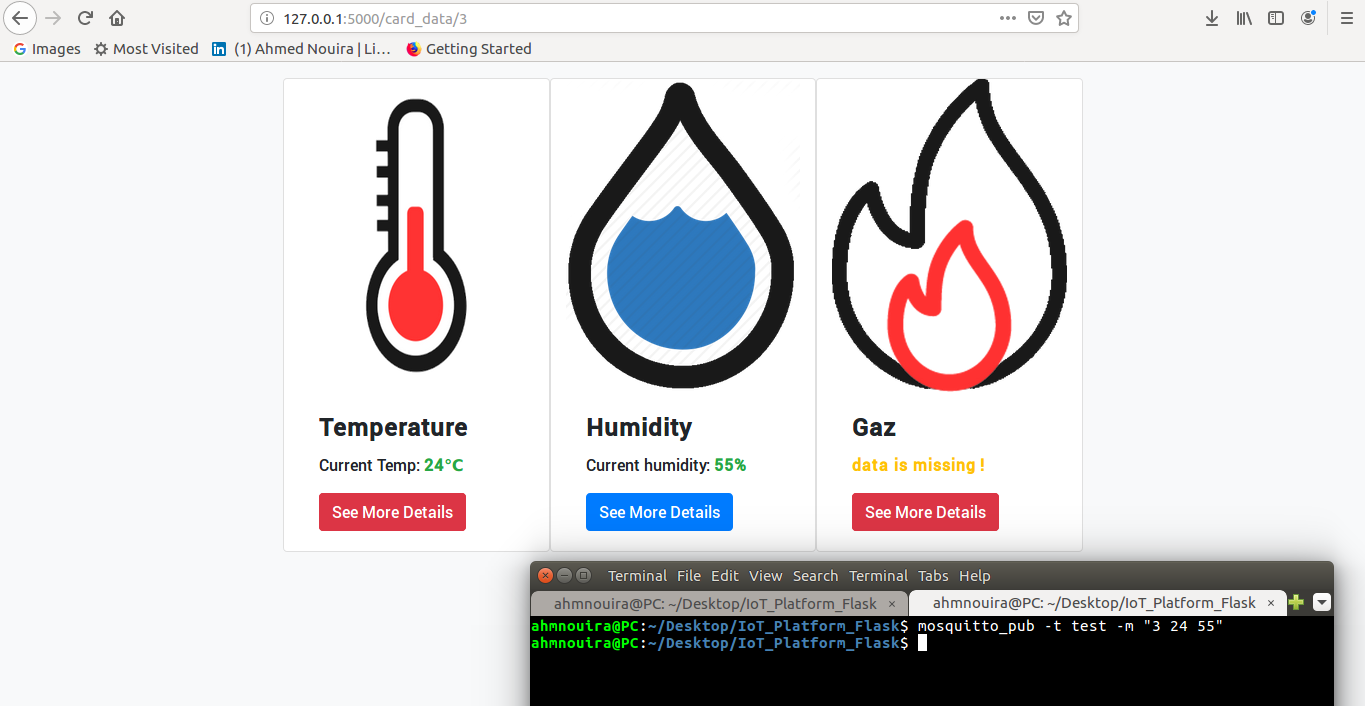 127.0.0.1:5000/card_data/3
Images Most Visited (1) Ahmed Nouira | Li… Getting Started
Temperature Humidity Gaz
Current Temp: 24°C Current humidity: 55% data is missing !
See More Details See More Details See More Details
Terminal File Edit View Search Terminal Tabs Help
ahmnouira@PC: ~/Desktop/IoT_Platform_Flask × ahmnouira@PC: ~/Desktop/IoT_Platform_Flask ×
ahmnouira@PC:~/Desktop/IoT_Platform_Flask$ mosquitto_pub -t test -m "3 24 55"
ahmnouira@PC:~/Desktop/IoT_Platform_Flask$